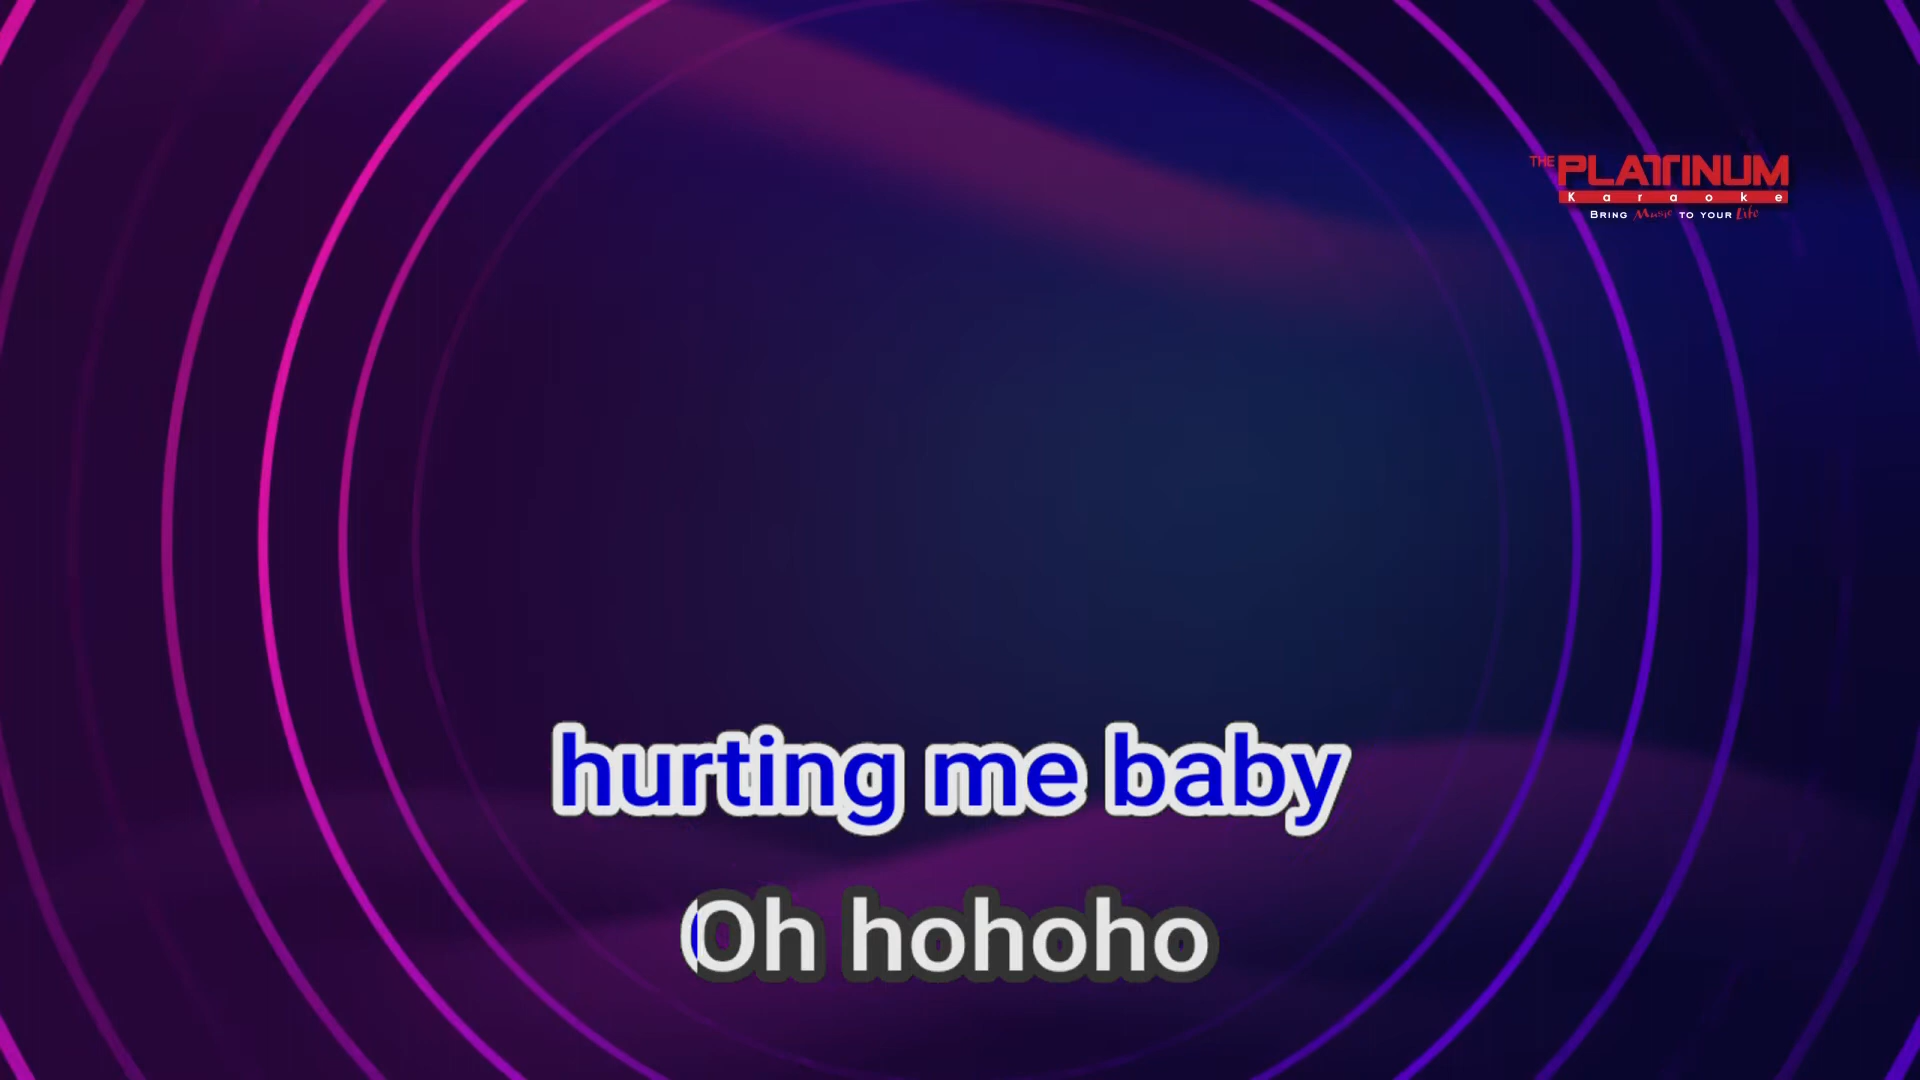 THE PLATINUM
Karaoke
BRING Music TO YOUR Life
hurting me baby
Oh hohoho